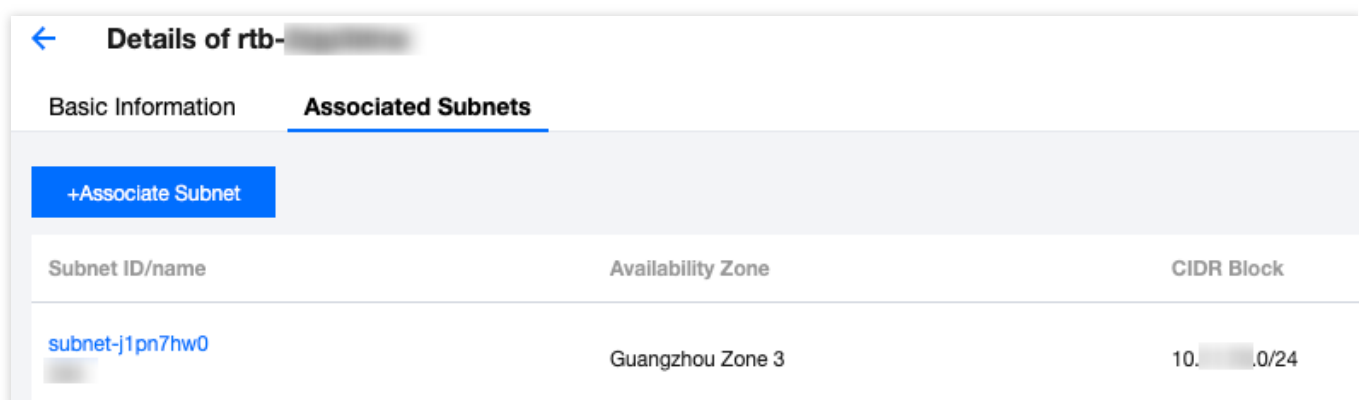 Details of rtb-
Basic Information Associated Subnets
+Associate Subnet
Subnet ID/name Availability Zone CIDR Block
subnet-j1pn7hw0
Guangzhou Zone 3 10. .0/24